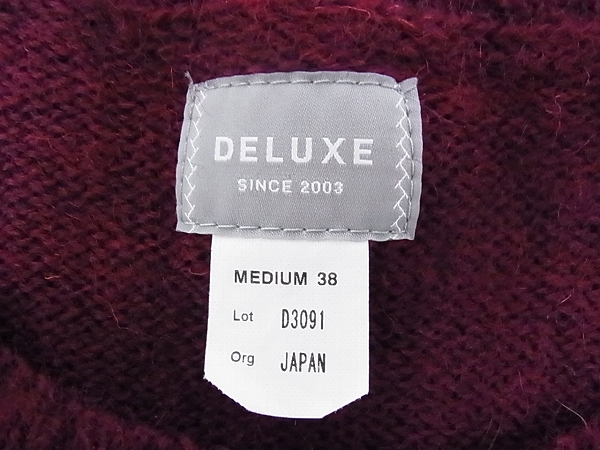 DELUXE
SINCE 2003
MEDIUM 38
Lot D3091
Org JAPAN